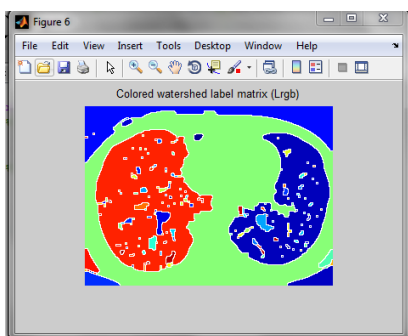 Figure 6
File Edit View Insert Tools Desktop Window Help
Colored watershed label matrix (Lrgb)